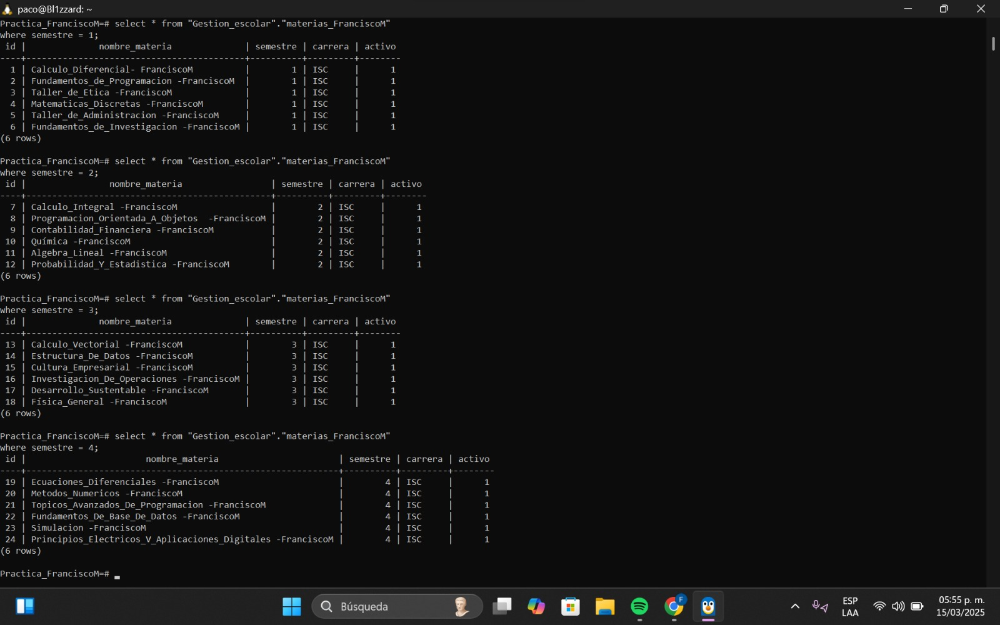 paco@Bl1zzard: ~
Practica_FranciscoM=# select * from "Gestion_escolar"."materias_FranciscoM"
where semestre = 1;
 id |              nombre_materia              | semestre | carrera | activo
----+------------------------------------------+----------+---------+--------
  1 | Calculo_Diferencial- FranciscoM          |        1 | ISC     |      1
  2 | Fundamentos_de_Programacion -FranciscoM  |        1 | ISC     |      1
  3 | Taller_de_Etica -FranciscoM              |        1 | ISC     |      1
  4 | Matematicas_Discretas -FranciscoM        |        1 | ISC     |      1
  5 | Taller_de_Administracion -FranciscoM     |        1 | ISC     |      1
  6 | Fundamentos_de_Investigacion -FranciscoM |        1 | ISC     |      1
(6 rows)
Practica_FranciscoM=# select * from "Gestion_escolar"."materias_FranciscoM"
where semestre = 2;
 id |                nombre_materia                 | semestre | carrera | activo
----+-----------------------------------------------+----------+---------+--------
  7 | Calculo_Integral -FranciscoM                  |        2 | ISC     |      1
  8 | Programacion_Orientada_A_Objetos  -FranciscoM |        2 | ISC     |      1
  9 | Contabilidad_Financiera -FranciscoM           |        2 | ISC     |      1
 10 | Química -FranciscoM                           |        2 | ISC     |      1
 11 | Algebra_Lineal -FranciscoM                    |        2 | ISC     |      1
 12 | Probabilidad_Y_Estadistica -FranciscoM        |        2 | ISC     |      1
(6 rows)
Practica_FranciscoM=# select * from "Gestion_escolar"."materias_FranciscoM"
where semestre = 3;
 id |              nombre_materia              | semestre | carrera | activo
----+------------------------------------------+----------+---------+--------
 13 | Calculo_Vectorial -FranciscoM            |        3 | ISC     |      1
 14 | Estructura_De_Datos -FranciscoM          |        3 | ISC     |      1
 15 | Cultura_Empresarial -FranciscoM          |        3 | ISC     |      1
 16 | Investigacion_De_Operaciones -FranciscoM |        3 | ISC     |      1
 17 | Desarrollo_Sustentable -FranciscoM       |        3 | ISC     |      1
 18 | Física_General -FranciscoM               |        3 | ISC     |      1
(6 rows)
Practica_FranciscoM=# select * from "Gestion_escolar"."materias_FranciscoM"
where semestre = 4;
 id |                       nombre_materia                       | semestre | carrera | activo
----+------------------------------------------------------------+----------+---------+--------
 19 | Ecuaciones_Diferenciales -FranciscoM                       |        4 | ISC     |      1
 20 | Metodos_Numericos -FranciscoM                              |        4 | ISC     |      1
 21 | Topicos_Avanzados_De_Programacion -FranciscoM              |        4 | ISC     |      1
 22 | Fundamentos_De_Base_De_Datos -FranciscoM                   |        4 | ISC     |      1
 23 | Simulacion -FranciscoM                                     |        4 | ISC     |      1
 24 | Principios_Electricos_V_Aplicaciones_Digitales -FranciscoM |        4 | ISC     |      1
(6 rows)
Practica_FranciscoM=# _
Búsqueda
F
ESP
LAA
05:55 p. m.
15/03/2025